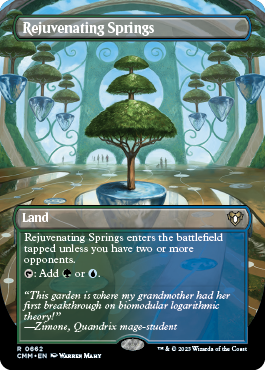 Rejuvenating Springs
Land
Rejuvenating Springs enters the battlefield
tapped unless you have two or more
opponents.
: Add or .
"This garden is where my grandmother had her
first breakthrough on biomodular logarithmic
theory!"
—Zimone, Quandrix mage-student
R 0662
CMM • EN Warren Mahy
™ & © 2023 Wizards of the Coast